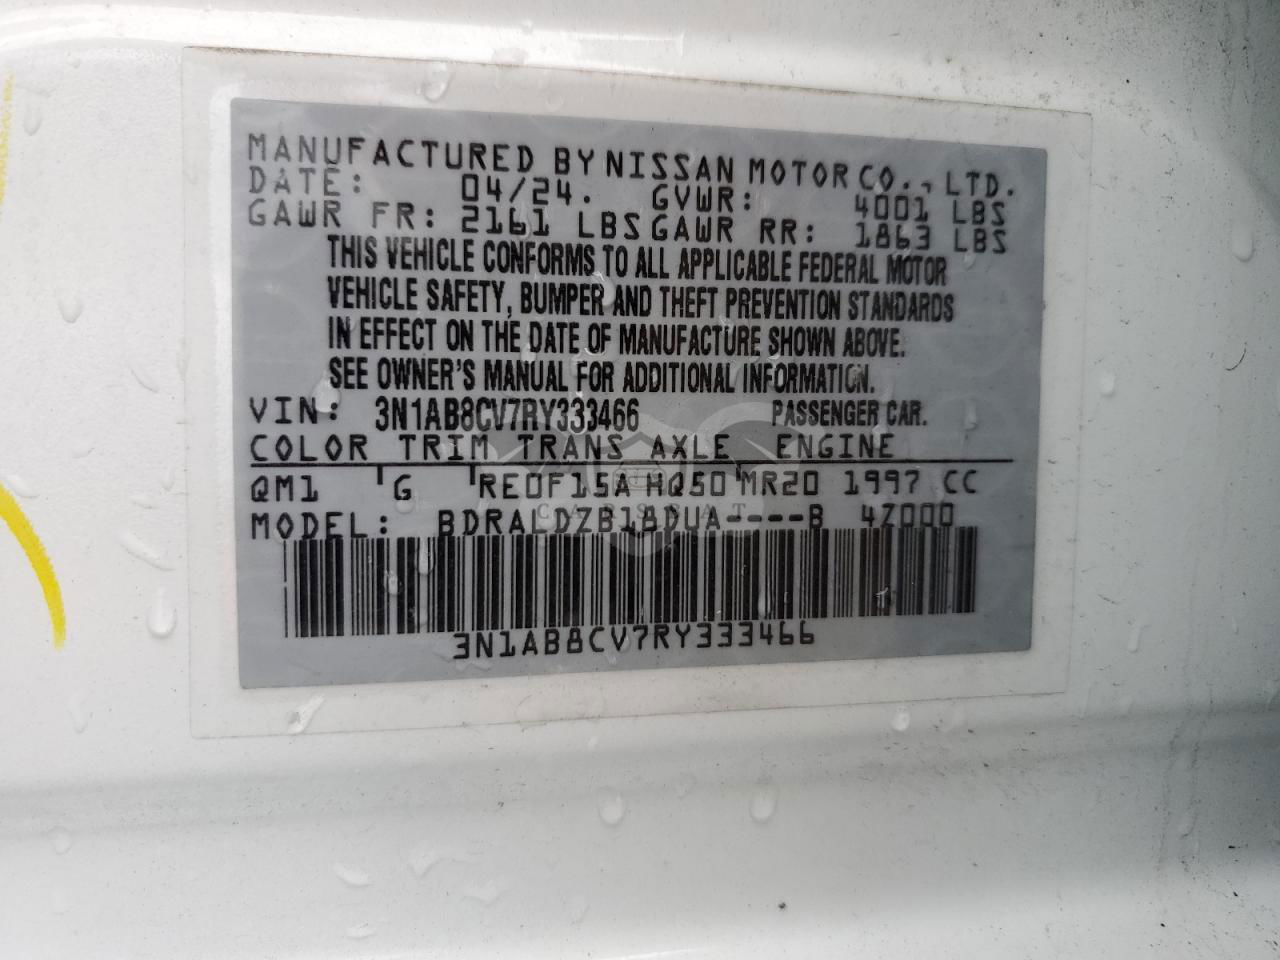 MANUFACTURED BY NISSAN MOTOR CO., LTD.
DATE: 04/24. GVWR: 4001 LBS
GAWR FR: 2161 LBS GAWR RR: 1863 LBS
THIS VEHICLE CONFORMS TO ALL APPLICABLE FEDERAL MOTOR
VEHICLE SAFETY, BUMPER AND THEFT PREVENTION STANDARDS
IN EFFECT ON THE DATE OF MANUFACTURE SHOWN ABOVE.
SEE OWNER'S MANUAL FOR ADDITIONAL INFORMATION.
VIN: 3N1AB8CV7RY333466 PASSENGER CAR.
COLOR TRIM TRANS AXLE ENGINE
QM1 G RE0F15A HQ50 MR20 1997 CC
CARSCAT
MODEL: BDRALDZB18DUA----B 4Z000
3N1AB8CV7RY333466